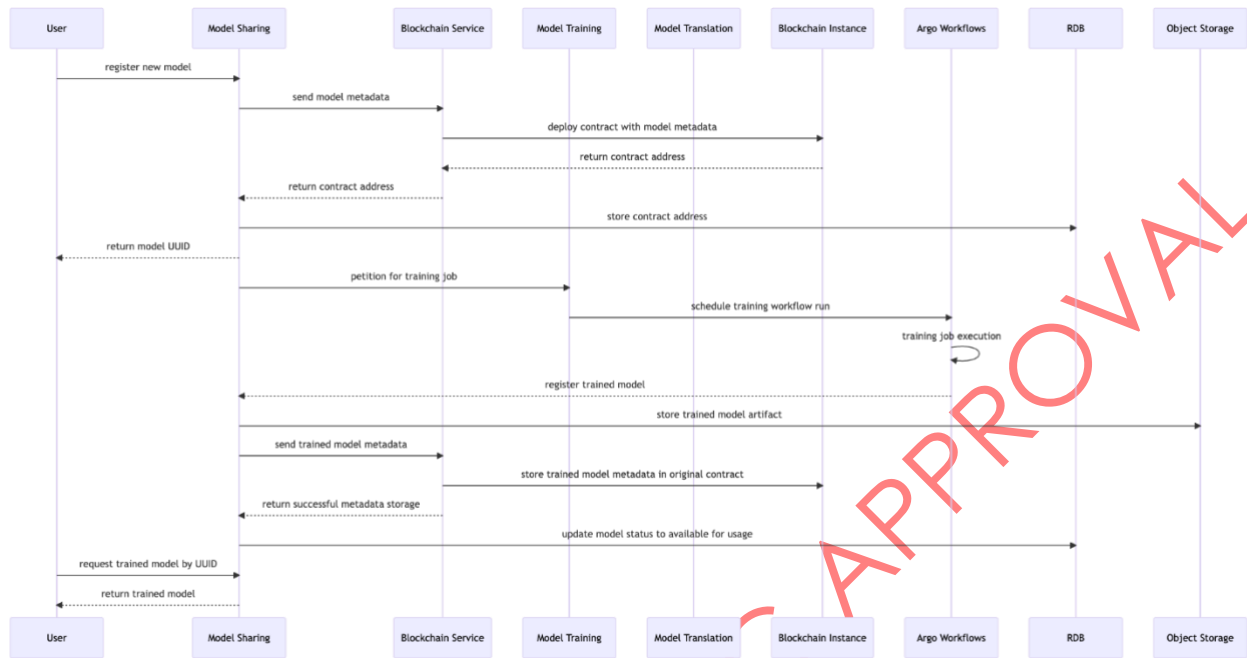 User Model Sharing Blockchain Service Model Training Model Translation Blockchain Instance Argo Workflows RDB Object Storage
register new model
send model metadata
deploy contract with model metadata
return contract address
return contract address
store contract address
return model UUID
petition for training job
schedule training workflow run
training job execution
register trained model
store trained model artifact
send trained model metadata
store trained model metadata in original contract
return successful metadata storage
update model status to available for usage
request trained model by UUID
return trained model
User Model Sharing Blockchain Service Model Training Model Translation Blockchain Instance Argo Workflows RDB Object Storage
APPROVAL